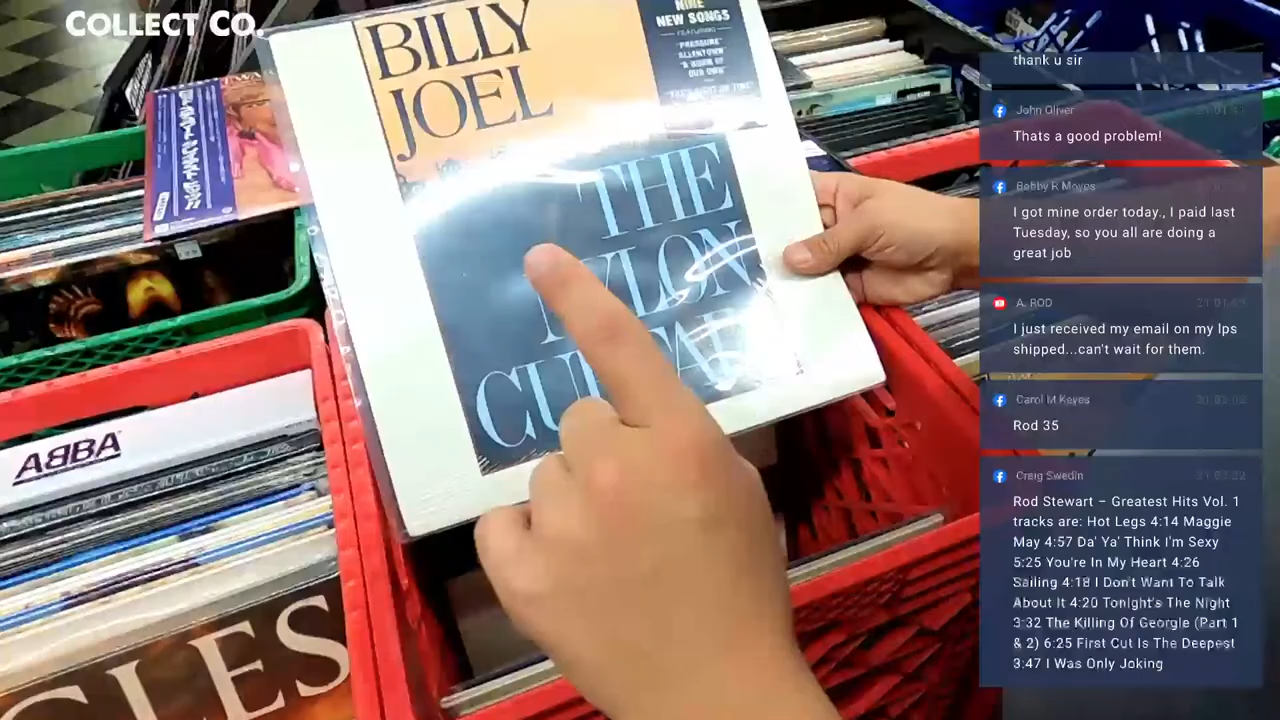 COLLECT CO.
BILLY
JOEL
NINE
NEW SONGS
FEATURING
"PRESSURE"
ALLENTOWN
"A ROOM OF
OUR OWN"
THE
NYLON
ABBA
thank u sir
John Oliver
Thats a good problem!
Bobby R Moyes
I got mine order today., I paid last
Tuesday, so you all are doing a
great job
A. ROD
I just received my email on my lps
shipped...can't wait for them.
Carol M Keyes
Rod 35
Craig Swedin
Rod Stewart – Greatest Hits Vol. 1
tracks are: Hot Legs 4:14 Maggie
May 4:57 Da' Ya' Think I'm Sexy
5:25 You're In My Heart 4:26
Sailing 4:18 I Don't Want To Talk
About It 4:20 Tonight's The Night
3:32 The Killing Of Georgie (Part 1
& 2) 6:25 First Cut Is The Deepest
3:47 I Was Only Joking